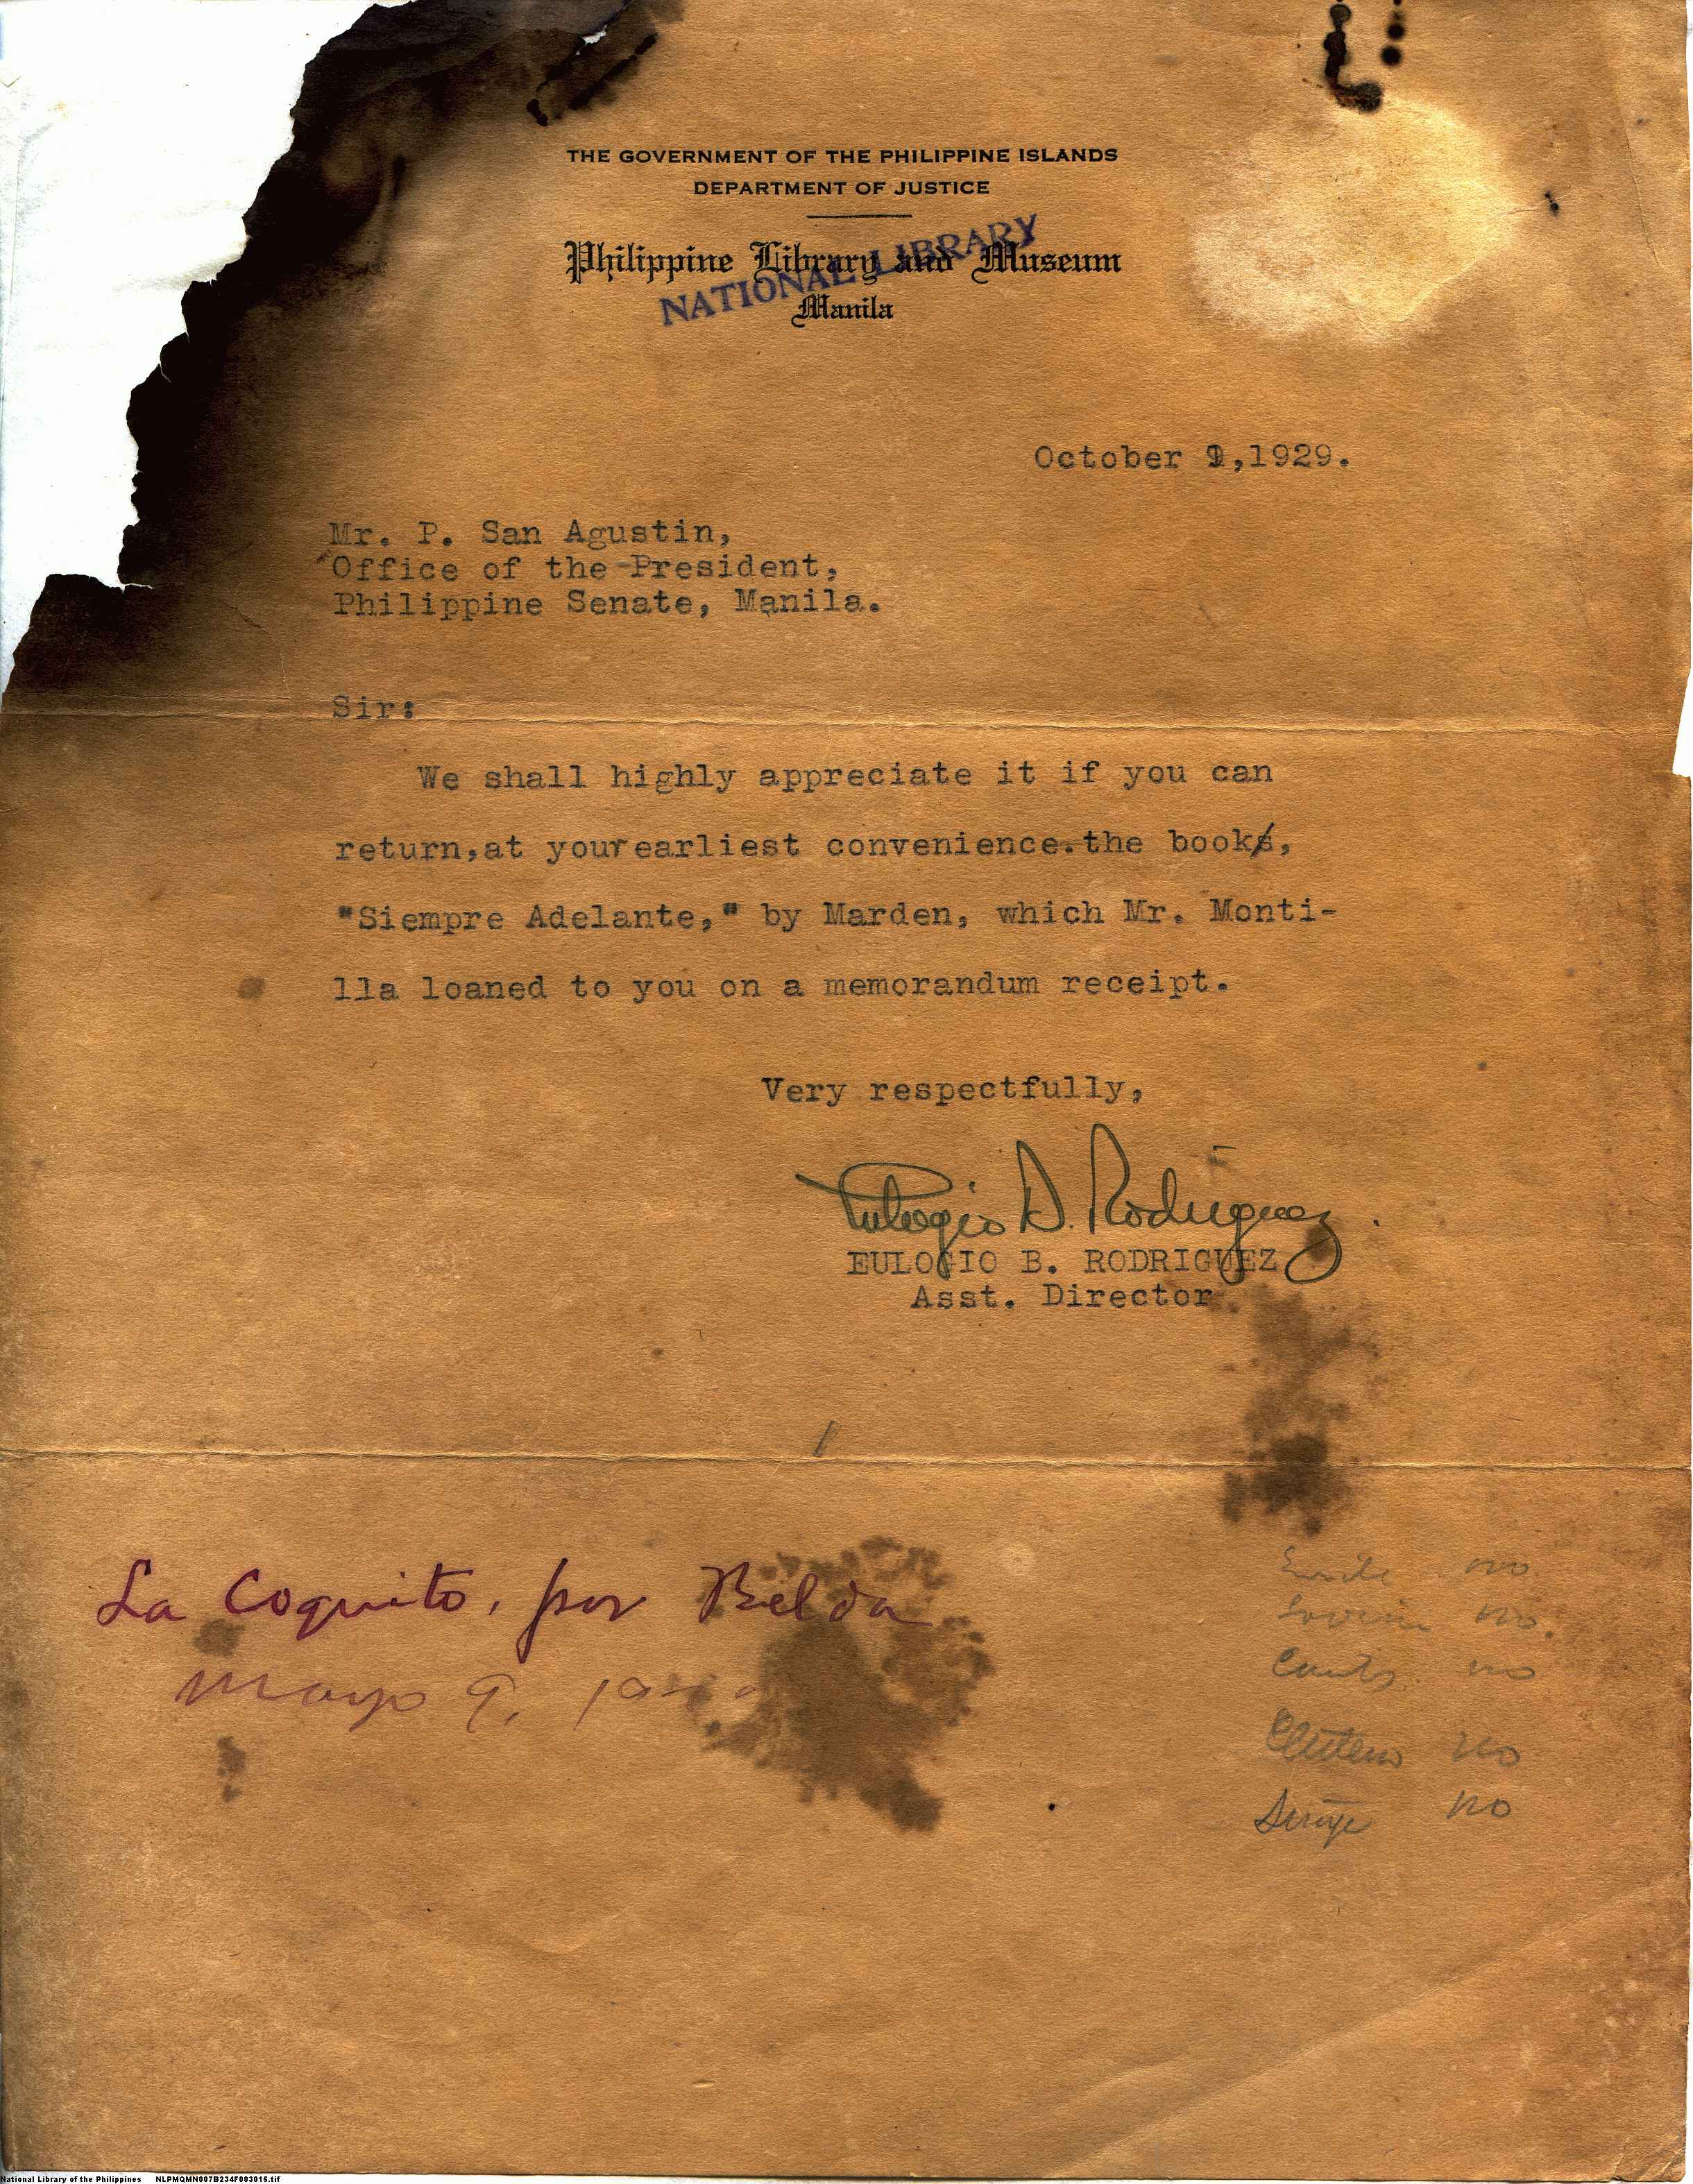 THE GOVERNMENT OF THE PHILIPPINE ISLANDS
DEPARTMENT OF JUSTICE
Philippine Library and Museum
NATIONAL LIBRARY
Manila
October ,1929.
Mr. P. San Agustin,
Office of the President,
Philippine Senate, Manila.
Sir:
We shall highly appreciate it if you can
return,at yourearliest convenience.the book,
"Siempre Adelante," by Marden, which Mr. Monti-
lla loaned to you on a memorandum receipt.
Very respectfully,
Eulogio B. Rodriguez
EULOGIO B. RODRIGUEZ
Asst. Director
La Coquito, por Belda
Mayo 9,
no
no.
no
no
no
National Library of the Philippines NLPMQMN007B234F003015.tif